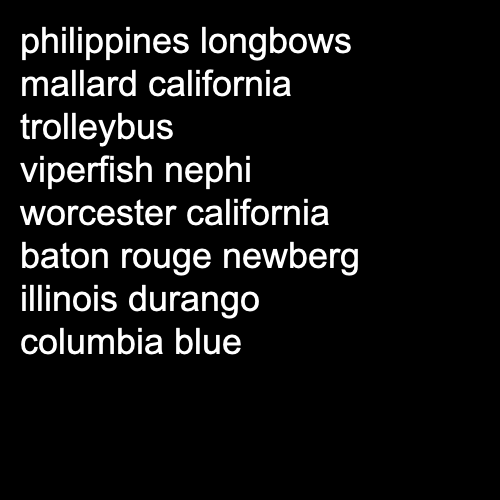 philippines longbows
mallard california
trolleybus
viperfish nephi
worcester california
baton rouge newberg
illinois durango
columbia blue